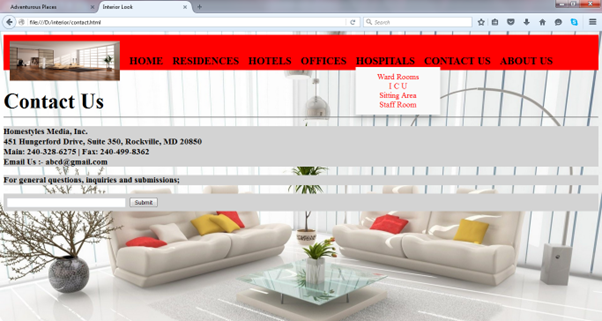 Adventurous Places
Interior Look
file:///D:/interior/contact.html
Search
HOME RESIDENCES HOTELS OFFICES HOSPITALS CONTACT US ABOUT US
Ward Rooms
I C U
Sitting Area
Staff Room
Contact Us
Homestyles Media, Inc.
451 Hungerford Drive, Suite 350, Rockville, MD 20850
Main: 240-328-6275 | Fax: 240-499-8362
Email Us :- abcd@gmail.com
For general questions, inquiries and submissions;
Submit